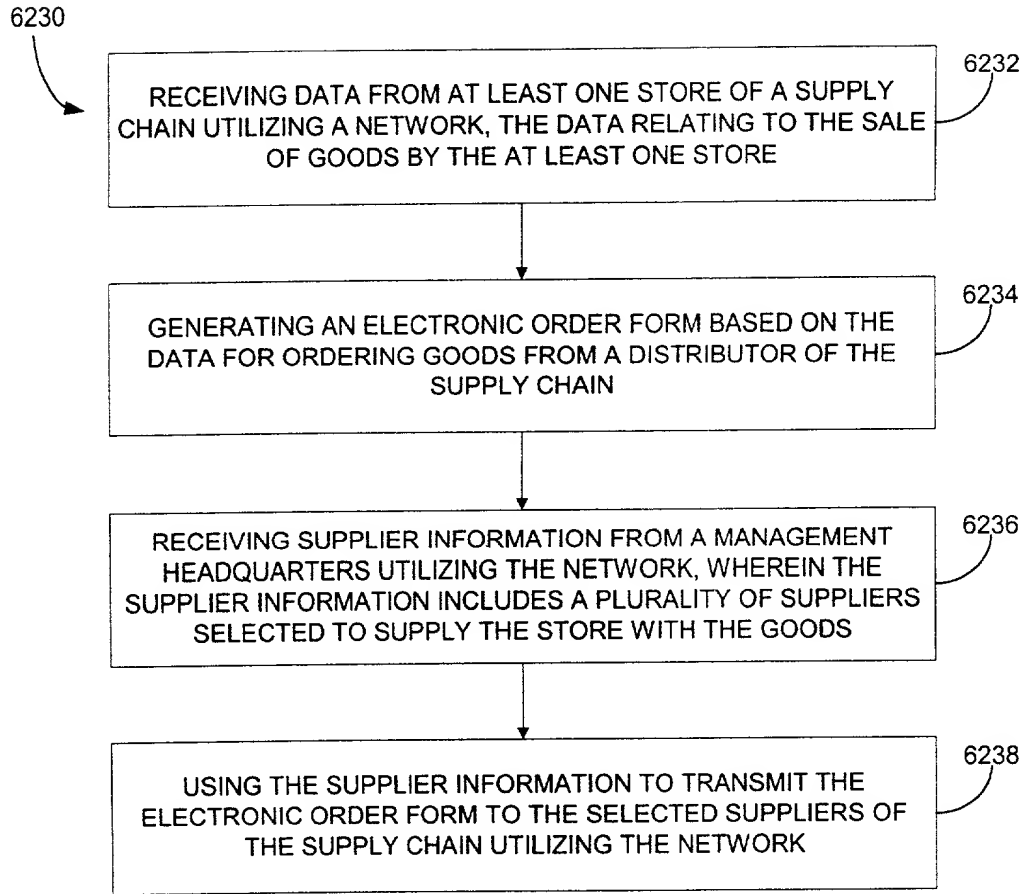 6230
6232
RECEIVING DATA FROM AT LEAST ONE STORE OF A SUPPLY
CHAIN UTILIZING A NETWORK, THE DATA RELATING TO THE SALE
OF GOODS BY THE AT LEAST ONE STORE
6234
GENERATING AN ELECTRONIC ORDER FORM BASED ON THE
DATA FOR ORDERING GOODS FROM A DISTRIBUTOR OF THE
SUPPLY CHAIN
6236
RECEIVING SUPPLIER INFORMATION FROM A MANAGEMENT
HEADQUARTERS UTILIZING THE NETWORK, WHEREIN THE
SUPPLIER INFORMATION INCLUDES A PLURALITY OF SUPPLIERS
SELECTED TO SUPPLY THE STORE WITH THE GOODS
6238
USING THE SUPPLIER INFORMATION TO TRANSMIT THE
ELECTRONIC ORDER FORM TO THE SELECTED SUPPLIERS OF
THE SUPPLY CHAIN UTILIZING THE NETWORK